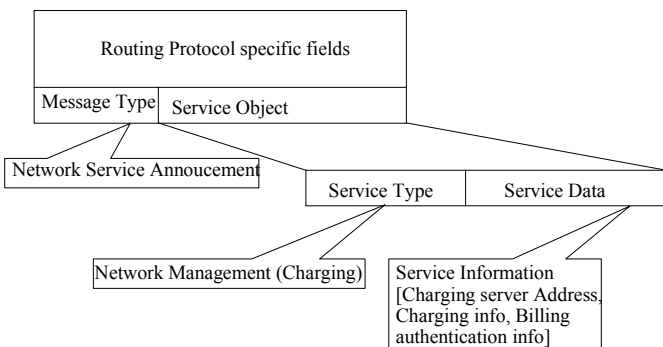 Routing Protocol specific fields
Message Type
Service Object
Network Service Annoucement
Service Type
Service Data
Network Management (Charging)
Service Information
[Charging server Address,
Charging info, Billing
authentication info]